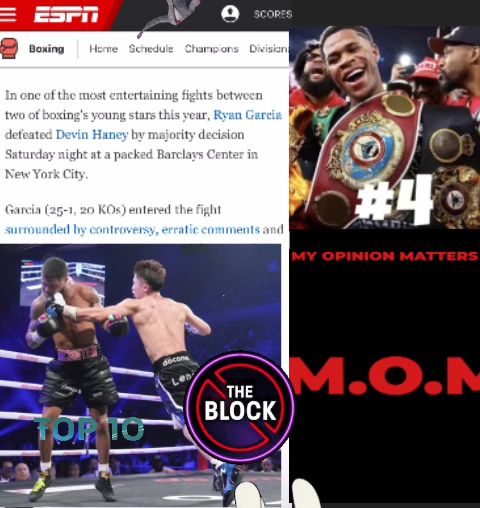 ESPN
SCORES
Boxing
Home Schedule Champions Division
In one of the most entertaining fights between
two of boxing's young stars this year, Ryan Garcia
defeated Devin Haney by majority decision
Saturday night at a packed Barclays Center in
New York City.
Garcia (25-1, 20 KOs) entered the fight
surrounded by controversy, erratic comments and
#4
MY OPINION MATTERS
M.O.M
docomo
Len
THE
BLOCK
TOP 10